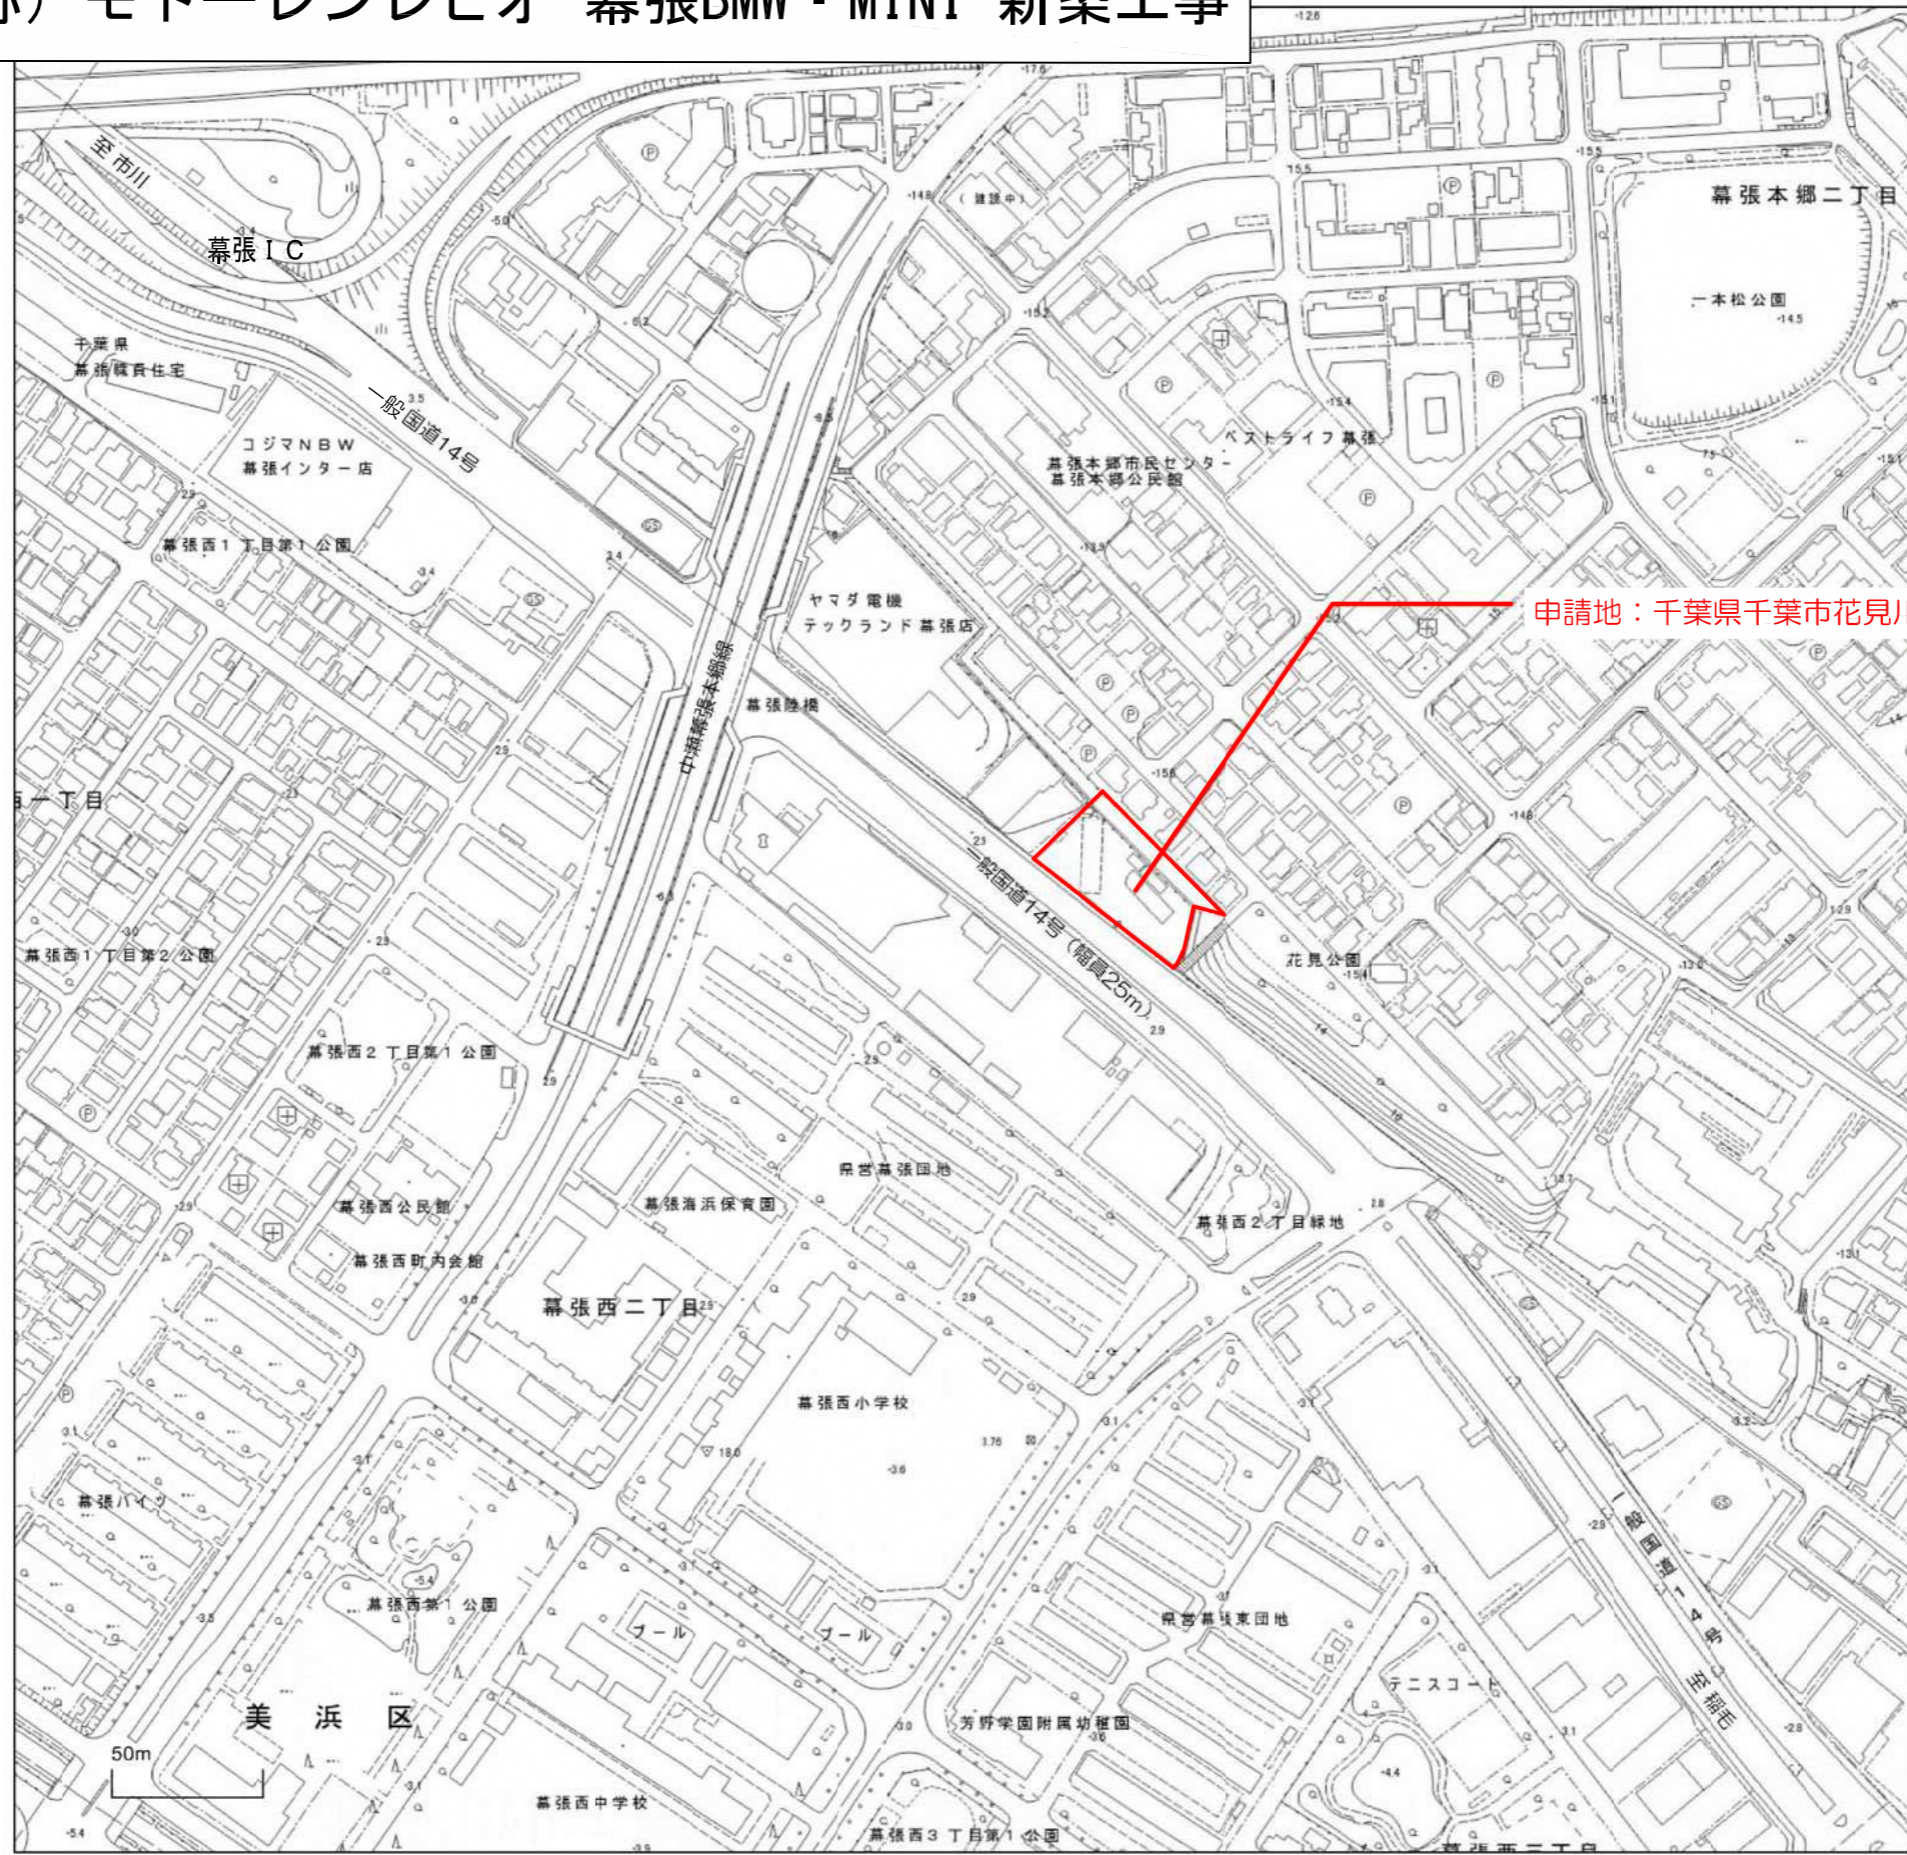 称）モトーレンレピオ 幕張BMW・MINI 新築工事
至市川
幕張ＩＣ
千葉県
幕張職員住宅
一般国道14号
コジマＮＢＷ
幕張インター店
幕張西1丁目第1公園
（建設中）
幕張本郷二丁目
一本松公園
ベストライフ幕張
幕張本郷市民センター
幕張本郷公民館
ヤマダ電機
テックランド幕張店
申請地：千葉県千葉市花見川
中瀬幕張本郷線
幕張陸橋
一丁目
一般国道14号（幅員25m）
幕張西1丁目第2公園
花見公園
幕張西2丁目第1公園
県営幕張団地
幕張西公民館
幕張海浜保育園
幕張西2丁目緑地
幕張西町内会館
幕張西二丁目
幕張西小学校
幕張ハイツ
一般国道14号
幕張西第1公園
プール
プール
県営幕張東団地
テニスコート
至稲毛
美浜区
芳野学園附属幼稚園
50m
幕張西中学校
幕張西3丁目第1公園
幕張西三丁目